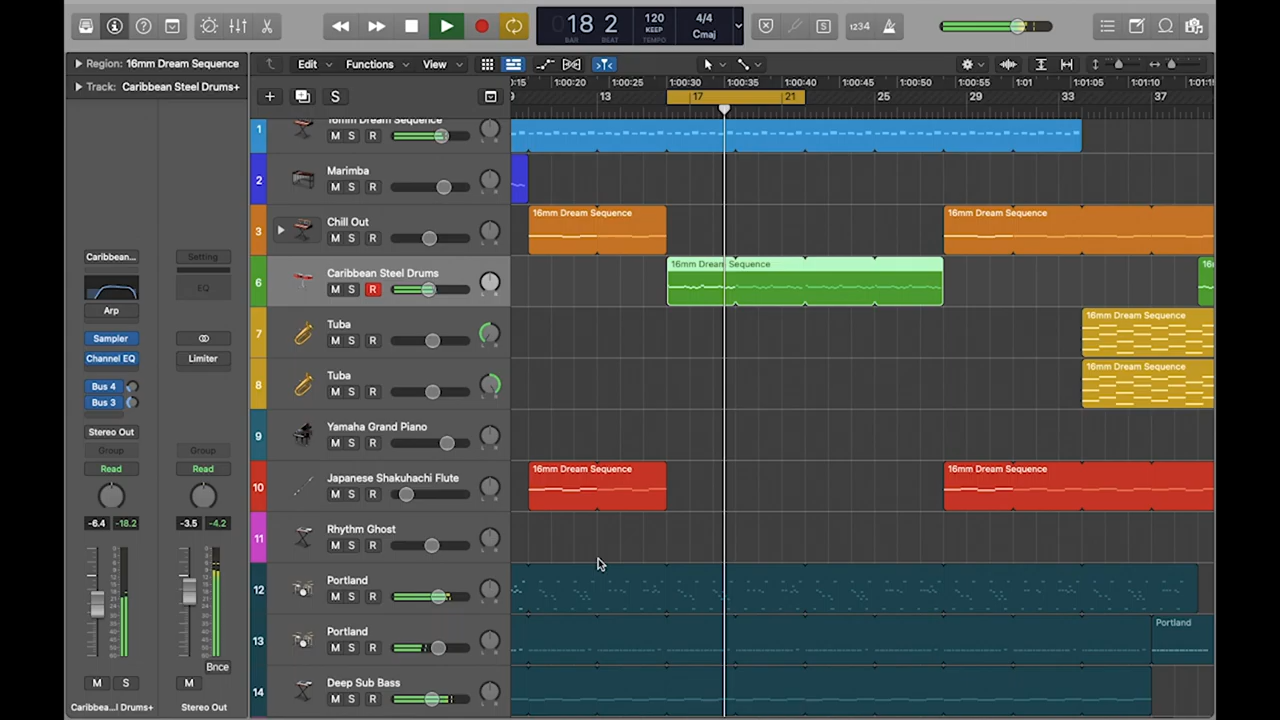 18 2
BAR BEAT
120
KEEP
TEMPO
4/4
Cmaj
1234
S
Region: 16mm Dream Sequence
Track: Caribbean Steel Drums+
Edit Functions View
S
1:00:20 1:00:25 1:00:30 1:00:35 1:00:40 1:00:45 1:00:50 1:00:55 1:01 1:01:05 1:01:10
13 17 21 25 29 33 37
1 16mm Dream Sequence
M S R
2 Marimba
M S R
3 Chill Out
M S R
16mm Dream Sequence
16mm Dream Sequence
6 Caribbean Steel Drums
M S R
16mm Dream Sequence
7 Tuba
M S R
16mm Dream Sequence
8 Tuba
M S R
16mm Dream Sequence
9 Yamaha Grand Piano
M S R
10 Japanese Shakuhachi Flute
M S R
16mm Dream Sequence
16mm Dream Sequence
11 Rhythm Ghost
M S R
12 Portland
M S R
13 Portland
M S R
Portland
14 Deep Sub Bass
M S R
Caribbean... Setting
EQ
Arp
Sampler
Channel EQ Limiter
Bus 4
Bus 3
Stereo Out
Group Group
Read Read
-6.4 -18.2 -3.5 -4.2
Bnce
M S M
Caribbea...l Drums+ Stereo Out